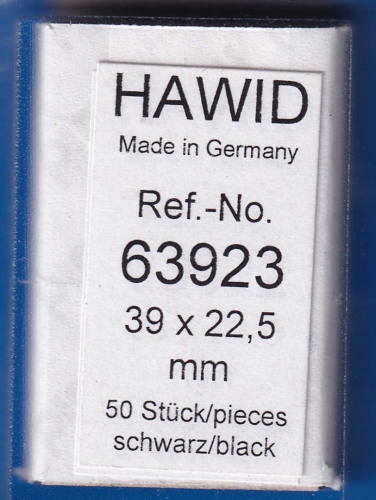 HAWID
Made in Germany
Ref.-No.
63923
39 x 22,5
mm
50 Stück/pieces
schwarz/black